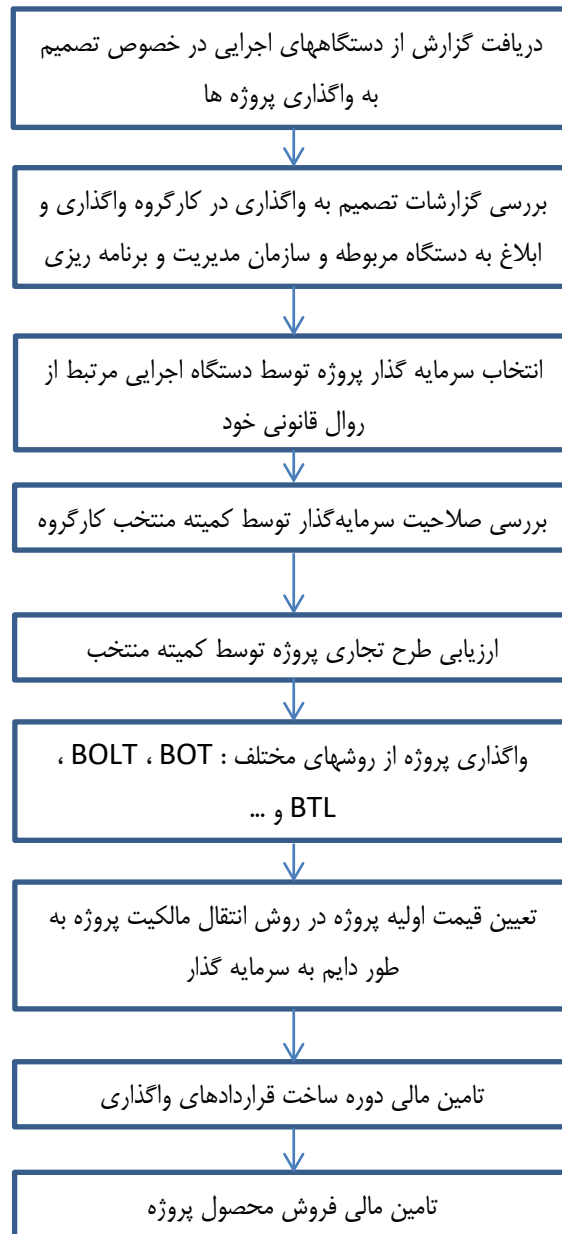 دریافت گزارش از دستگاههای اجرایی در خصوص تصمیم
به واگذاری پروژه ها
بررسی گزارشات تصمیم به واگذاری در کارگروه واگذاری و
ابلاغ به دستگاه مربوطه و سازمان مدیریت و برنامه ریزی
انتخاب سرمایه گذار پروژه توسط دستگاه اجرایی مرتبط از
روال قانونی خود
بررسی صلاحیت سرمایه‌گذار توسط کمیته منتخب کارگروه
ارزیابی طرح تجاری پروژه توسط کمیته منتخب
واگذاری پروژه از روشهای مختلف : BOLT ، BOT ،
BTL و ...
تعیین قیمت اولیه پروژه در روش انتقال مالکیت پروژه به
طور دایم به سرمایه گذار
تامین مالی دوره ساخت قراردادهای واگذاری
تامین مالی فروش محصول پروژه